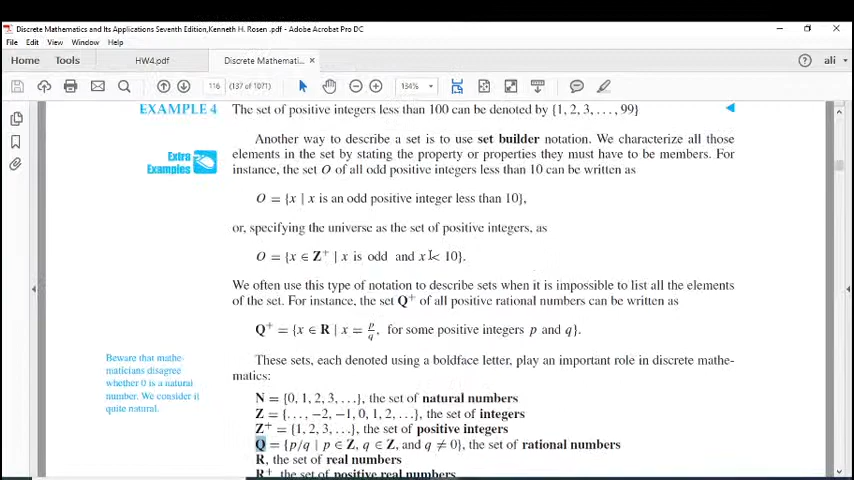 Discrete Mathematics and Its Applications Seventh Edition,Kenneth H. Rosen .pdf - Adobe Acrobat Pro DC
File Edit View Window Help
Home Tools HW4.pdf Discrete Mathemati... × ali
116 (137 of 1071) 154%
EXAMPLE 4 The set of positive integers less than 100 can be denoted by {1, 2, 3, . . . , 99}
Another way to describe a set is to use set builder notation. We characterize all those
elements in the set by stating the property or properties they must have to be members. For
Extra Examples
instance, the set O of all odd positive integers less than 10 can be written as
O = {x | x is an odd positive integer less than 10},
or, specifying the universe as the set of positive integers, as
O = {x ∈ Z⁺ | x is odd and x < 10}.
We often use this type of notation to describe sets when it is impossible to list all the elements
of the set. For instance, the set Q⁺ of all positive rational numbers can be written as
Q⁺ = {x ∈ R | x = p/q, for some positive integers p and q}.
These sets, each denoted using a boldface letter, play an important role in discrete mathe-
matics:
Beware that mathe-
maticians disagree
whether 0 is a natural
number. We consider it
quite natural.
N = {0, 1, 2, 3, . . .}, the set of natural numbers
Z = {. . . , −2, −1, 0, 1, 2, . . .}, the set of integers
Z⁺ = {1, 2, 3, . . .}, the set of positive integers
Q = {p/q | p ∈ Z, q ∈ Z, and q ≠ 0}, the set of rational numbers
R, the set of real numbers
R⁺, the set of positive real numbers